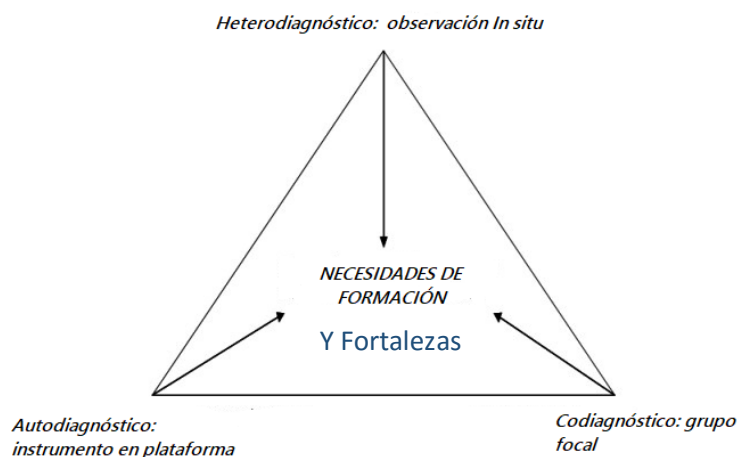 Heterodiagnóstico: observación In situ
NECESIDADES DE
FORMACIÓN
Y Fortalezas
Autodiagnóstico:
instrumento en plataforma
Codiagnóstico: grupo
focal